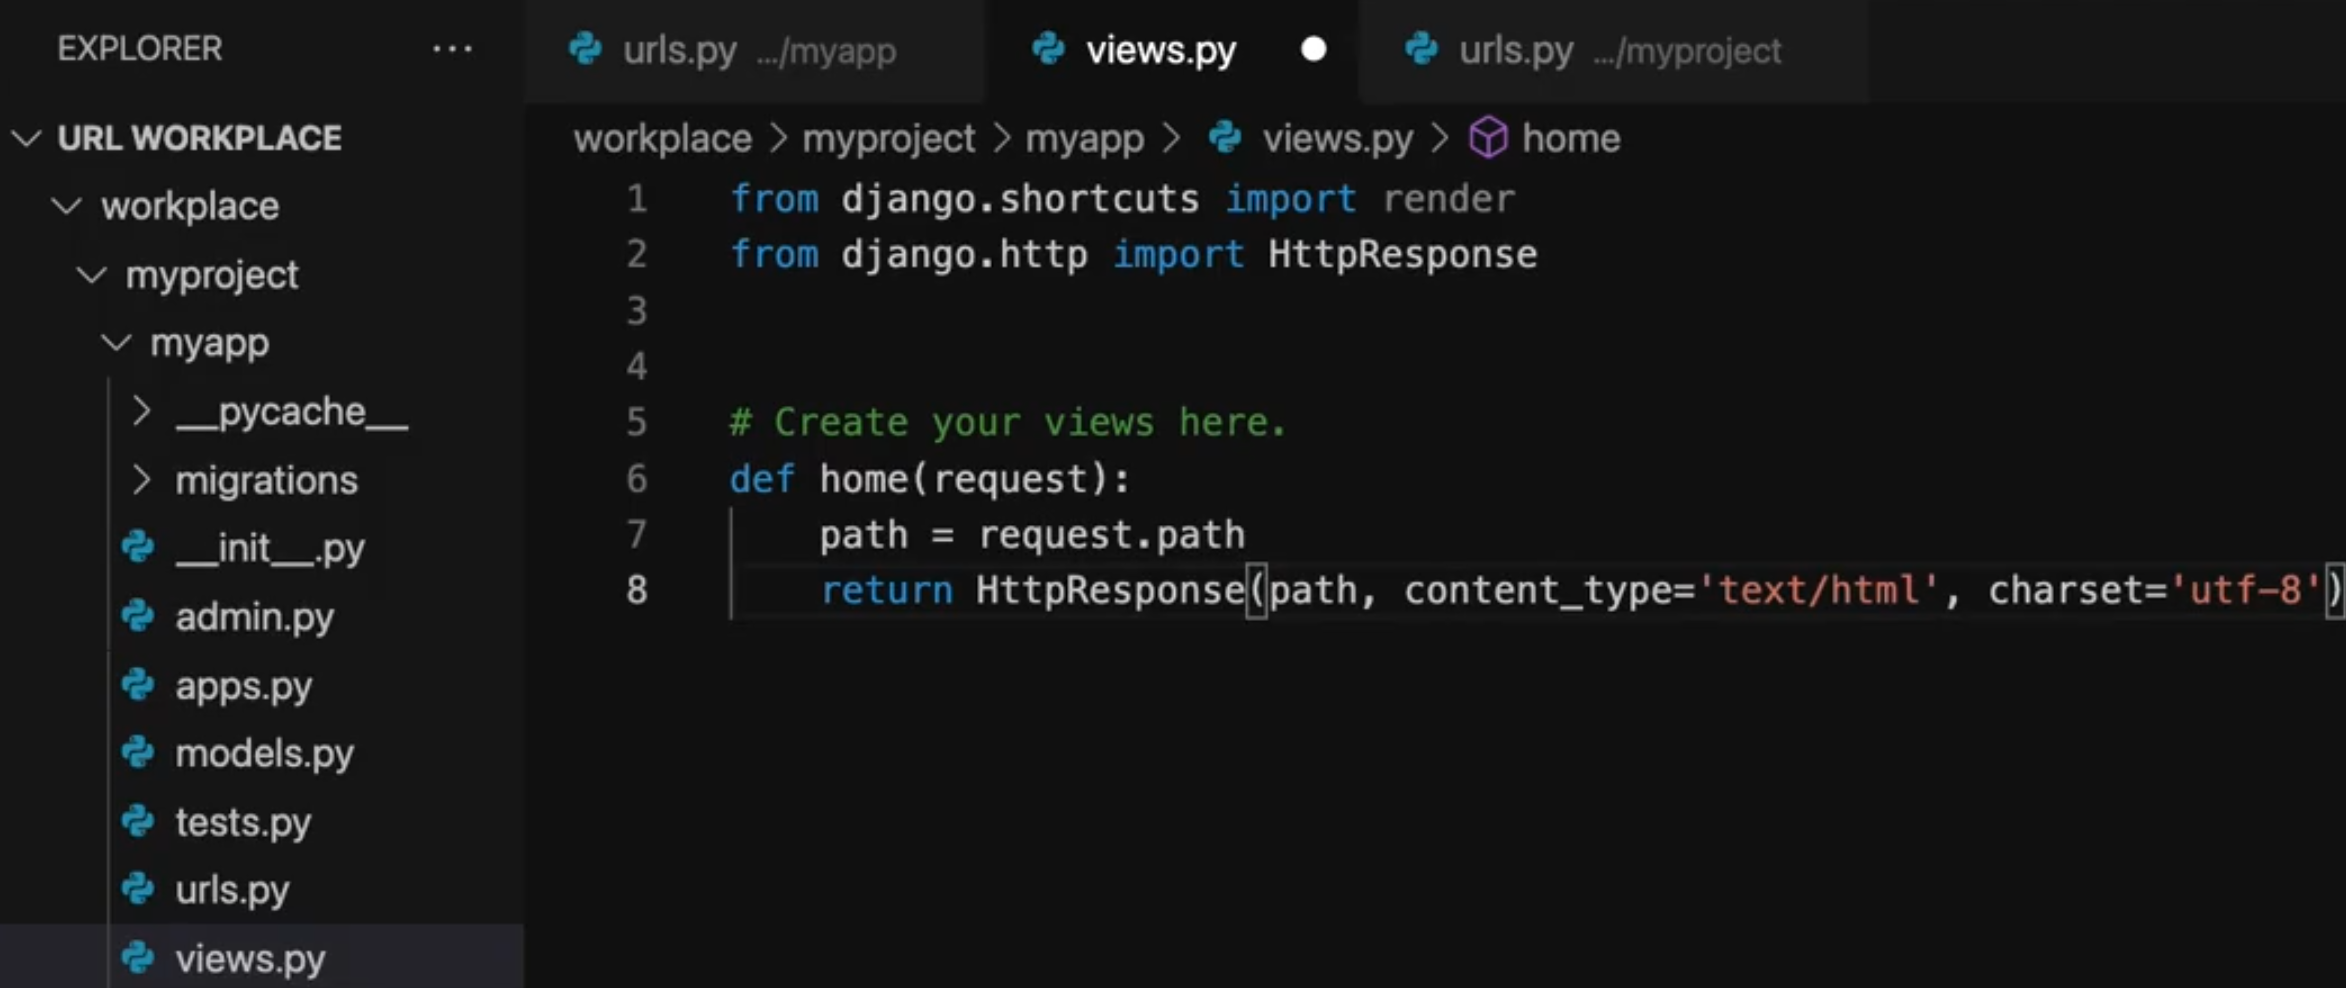 EXPLORER ...
URL WORKPLACE
workplace
myproject
myapp
__pycache__
migrations
__init__.py
admin.py
apps.py
models.py
tests.py
urls.py
views.py
urls.py .../myapp views.py urls.py .../myproject
workplace > myproject > myapp > views.py > home
1 from django.shortcuts import render
2 from django.http import HttpResponse
3
4
5 # Create your views here.
6 def home(request):
7     path = request.path
8     return HttpResponse(path, content_type='text/html', charset='utf-8')